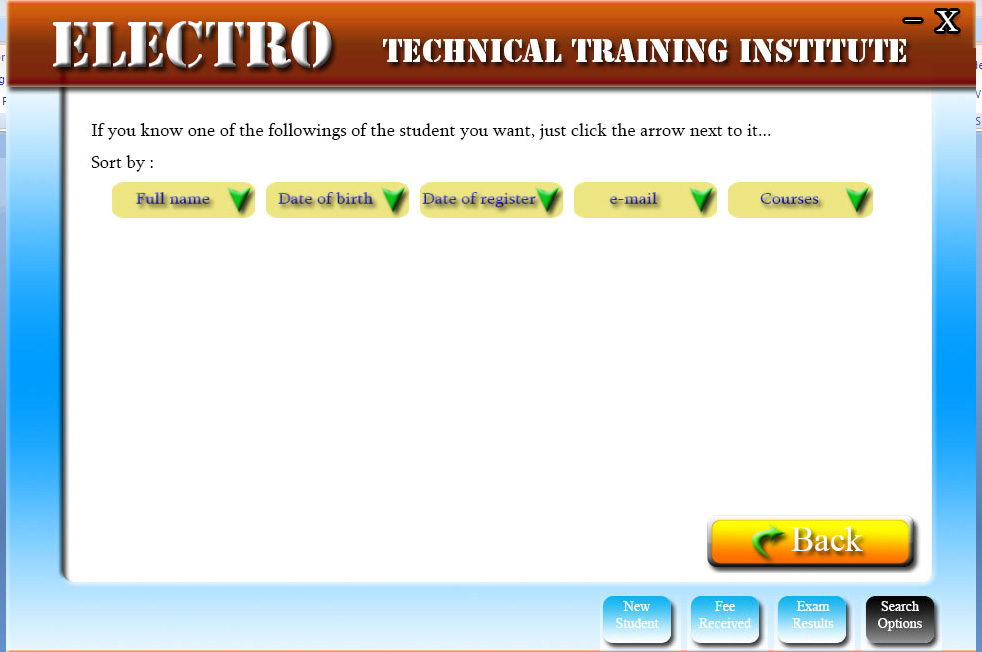 ELECTRO TECHNICAL TRAINING INSTITUTE
– X
If you know one of the followings of the student you want, just click the arrow next to it...
Sort by :
Full name Date of birth Date of register e-mail Courses
Back
New Student
Fee Received
Exam Results
Search Options